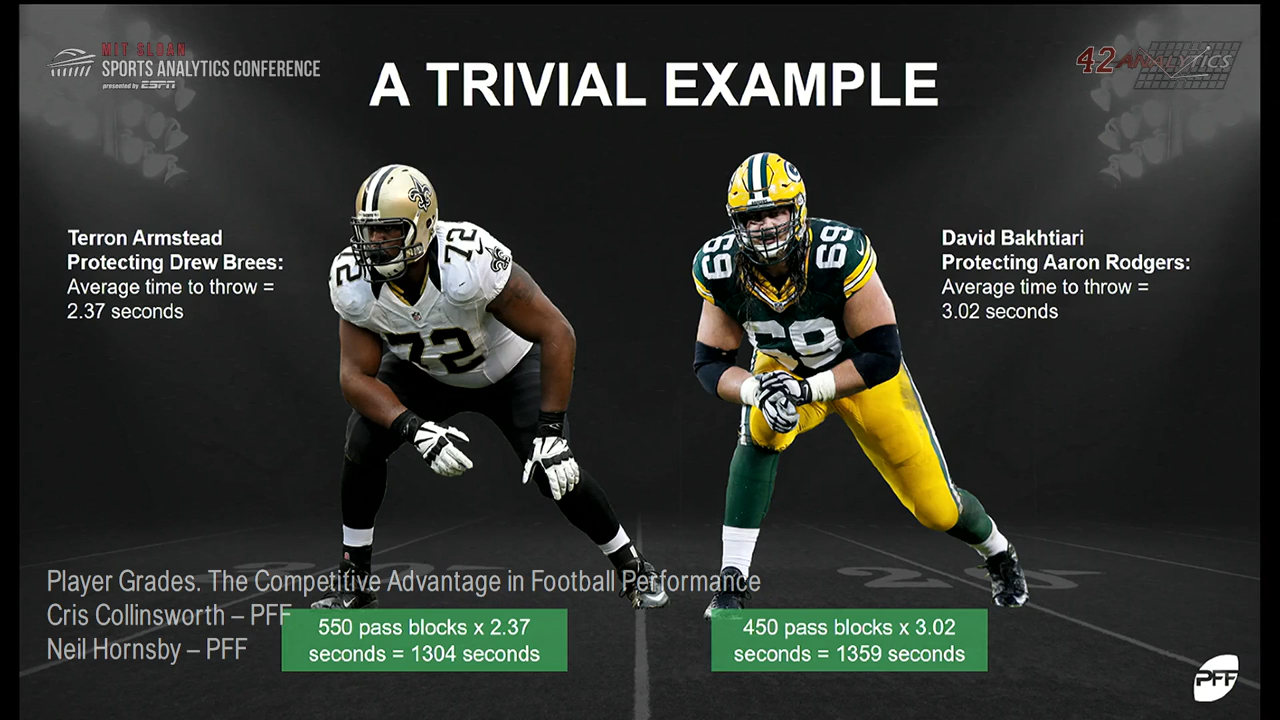 MIT SLOAN
SPORTS ANALYTICS CONFERENCE
presented by ESPN
42 ANALYTICS
A TRIVIAL EXAMPLE
Terron Armstead
Protecting Drew Brees:
Average time to throw =
2.37 seconds
David Bakhtiari
Protecting Aaron Rodgers:
Average time to throw =
3.02 seconds
72
72
72
69
69
69
G
Player Grades. The Competitive Advantage in Football Performance
Cris Collinsworth – PFF
Neil Hornsby – PFF
550 pass blocks x 2.37
seconds = 1304 seconds
450 pass blocks x 3.02
seconds = 1359 seconds
PFF